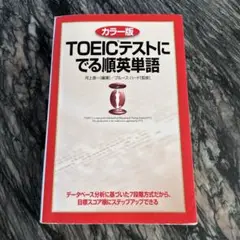 カラー版
TOEICテストに
でる順英単語
データベース分析に基づいた7段階方式だから、
目標スコア順にステップアップできる